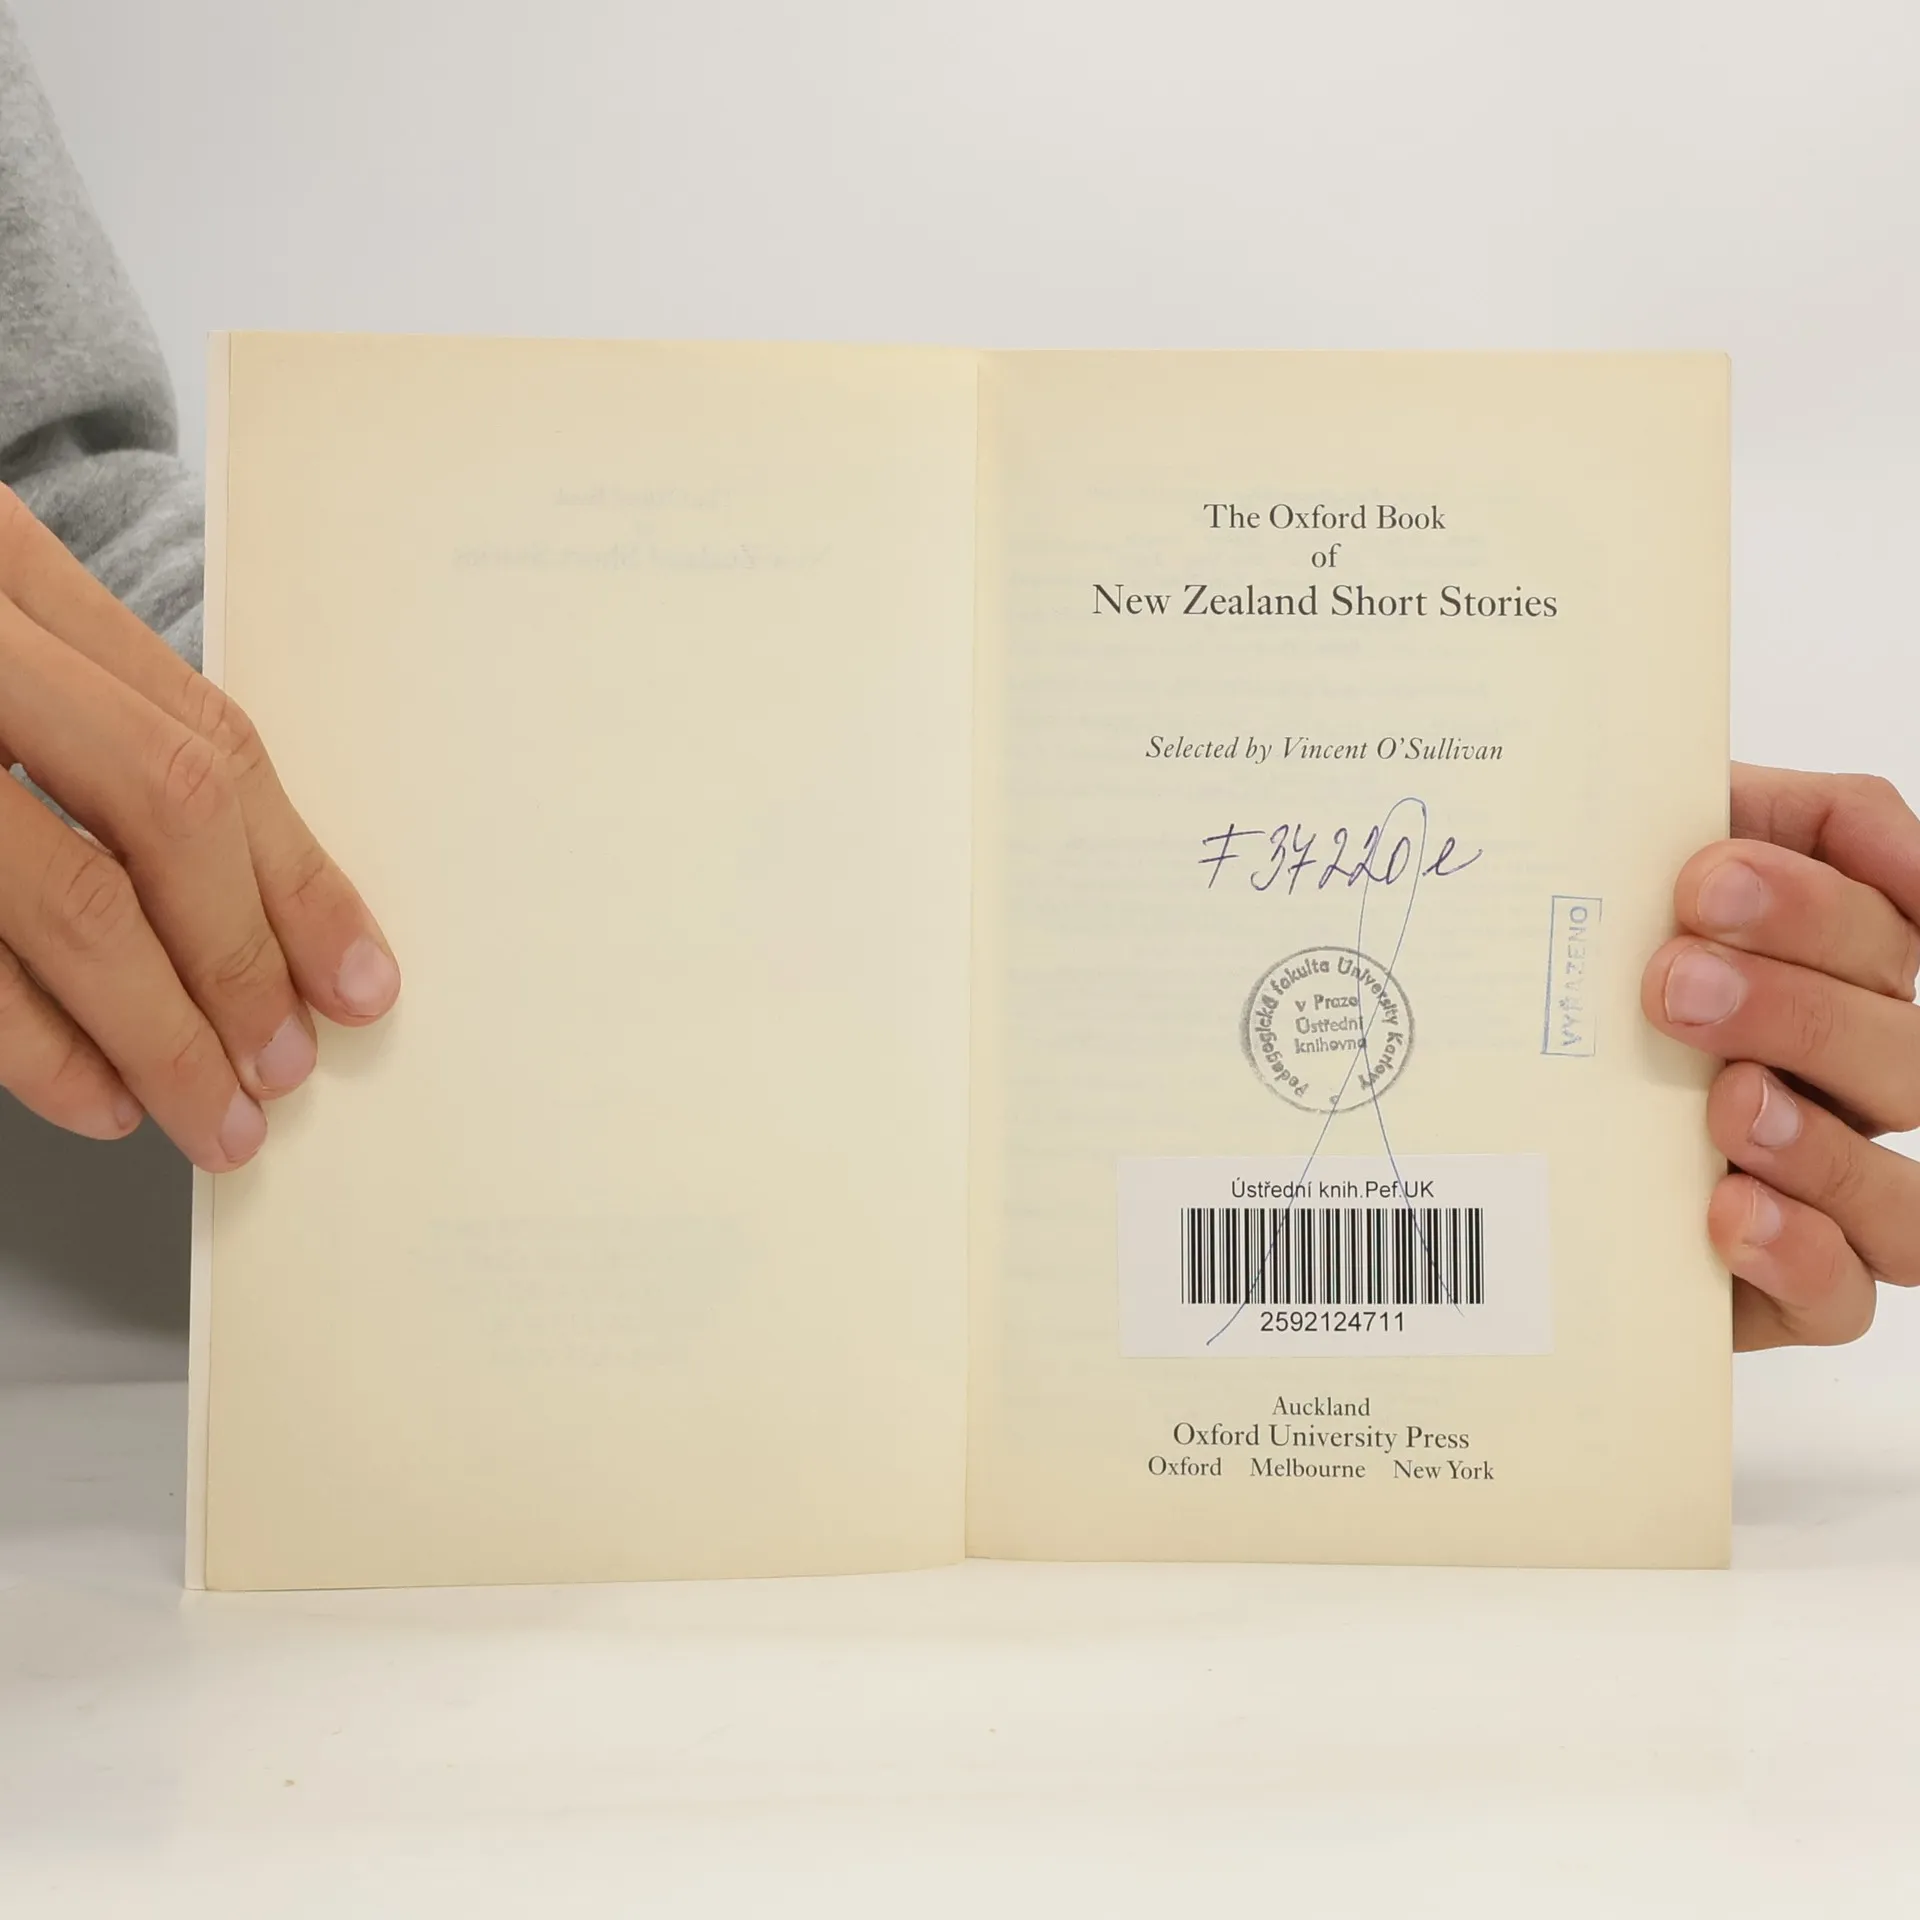 The Oxford Book
of
New Zealand Short Stories
Selected by Vincent O'Sullivan
F 37220e
VYŘAZENO
Pedagogická fakulta University Karlovy
v Praze
Ústřední
knihovna
Ústřední knih.Pef.UK
2592124711
Auckland
Oxford University Press
Oxford Melbourne New York